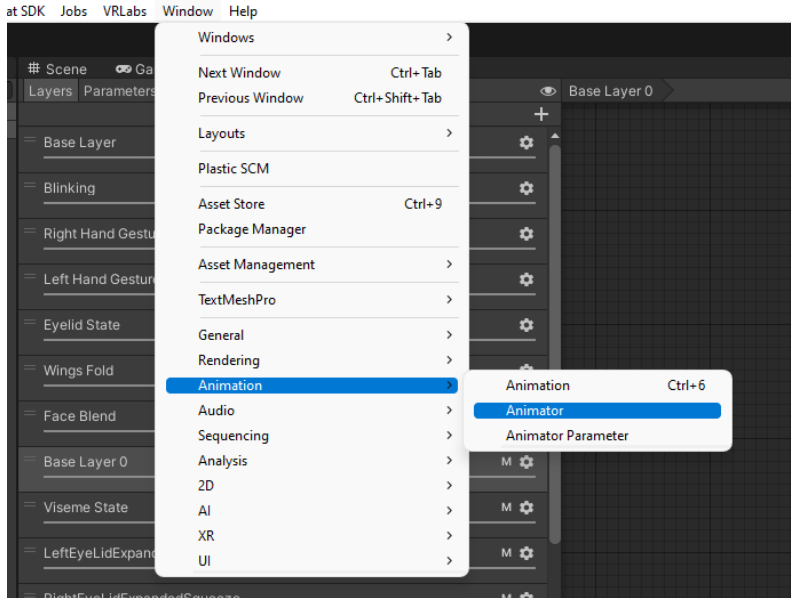 at SDK Jobs VRLabs Window Help
Windows
Scene Ga
Next Window Ctrl+Tab
Layers Parameters Base Layer 0
Previous Window Ctrl+Shift+Tab
Layouts
Base Layer
Plastic SCM
Blinking
Asset Store Ctrl+9
Package Manager
Right Hand Gestu
Asset Management
Left Hand Gesture
TextMeshPro
Eyelid State
General
Rendering
Wings Fold
Animation
Animation Ctrl+6
Audio
Animator
Face Blend
Sequencing
Animator Parameter
Analysis
Base Layer 0 M
2D
Viseme State M
AI
XR
LeftEyeLidExpand M
UI
RightEyeLidExpandedSqueeze M